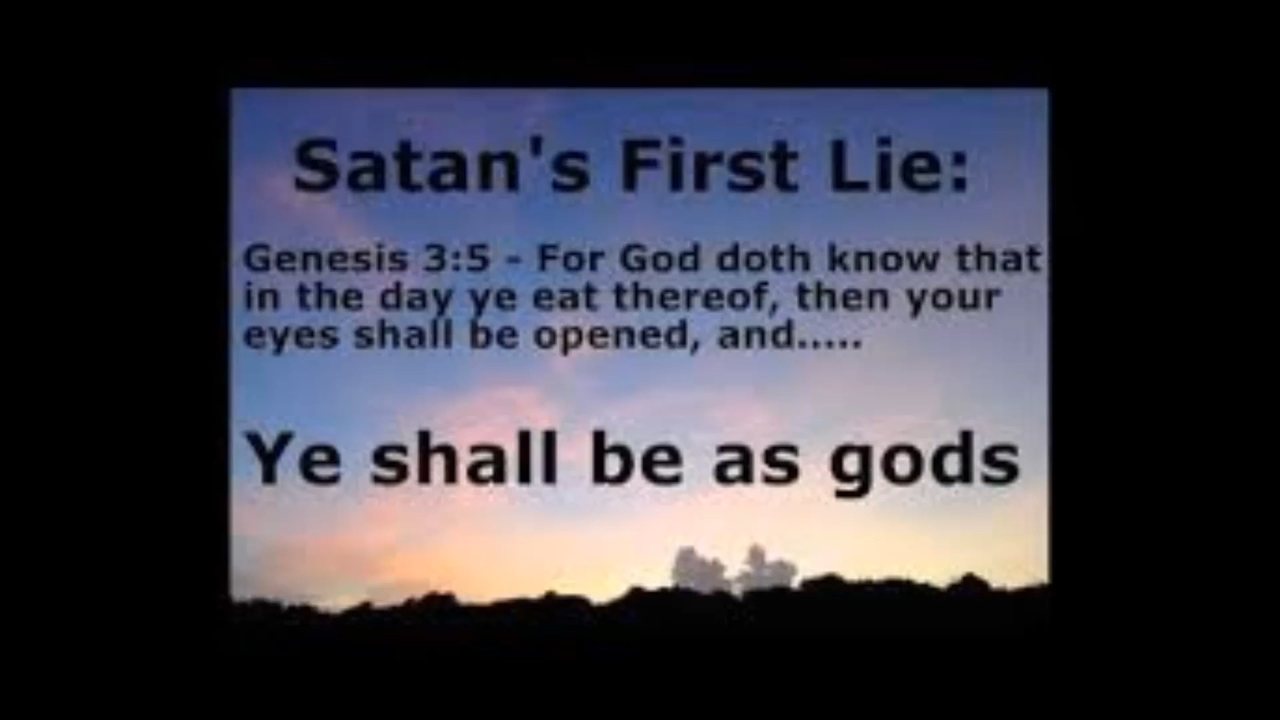 Satan's First Lie:
Genesis 3:5 - For God doth know that
in the day ye eat thereof, then your
eyes shall be opened, and.....
Ye shall be as gods